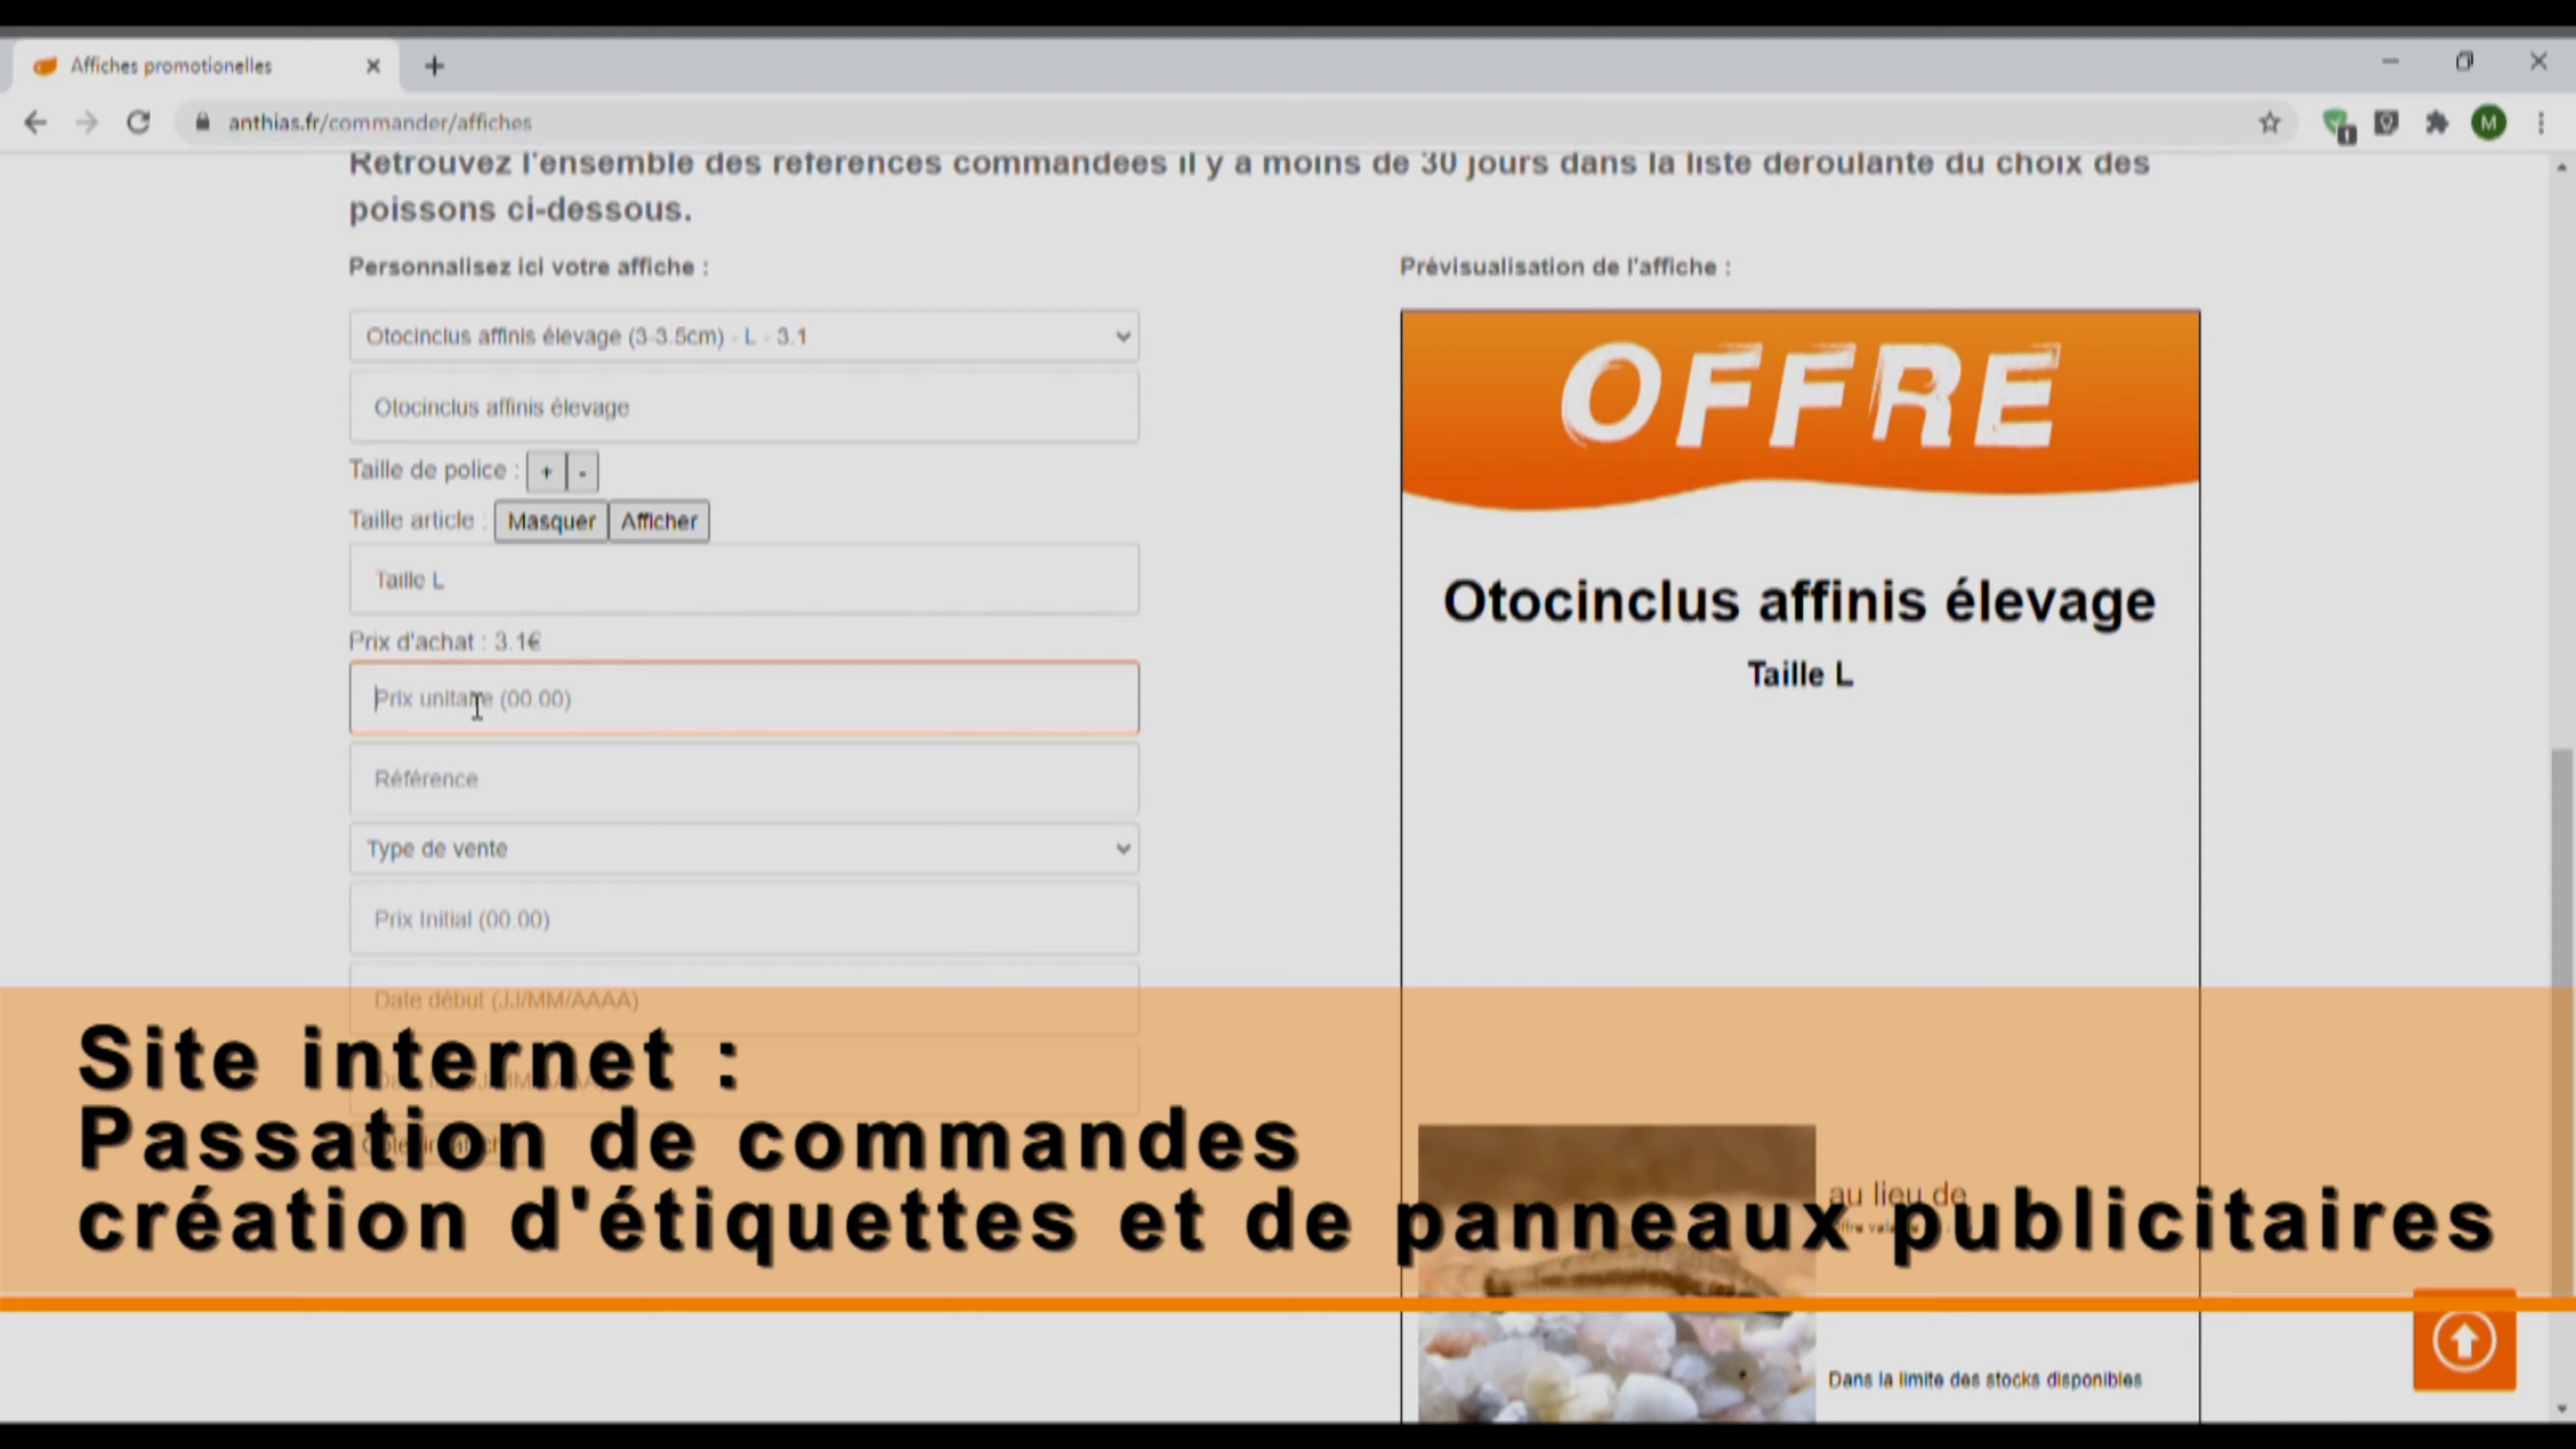 Affiches promotionelles
anthias.fr/commander/affiches
M
Retrouvez l'ensemble des références commandées il y a moins de 30 jours dans la liste déroulante du choix des
poissons ci-dessous.
Personnalisez ici votre affiche :
Otocinclus affinis élevage (3-3.5cm) - L - 3.1
Otocinclus affinis élevage
Taille de police : + -
Taille article : Masquer Afficher
Taille L
Prix d'achat : 3.1€
Prix unitaire (00.00)
Référence
Type de vente
Prix Initial (00.00)
Date début (JJ/MM/AAAA)
Prévisualisation de l'affiche :
OFFRE
Otocinclus affinis élevage
Taille L
au lieu de
Dans la limite des stocks disponibles
Site internet :
Passation de commandes
création d'étiquettes et de panneaux publicitaires